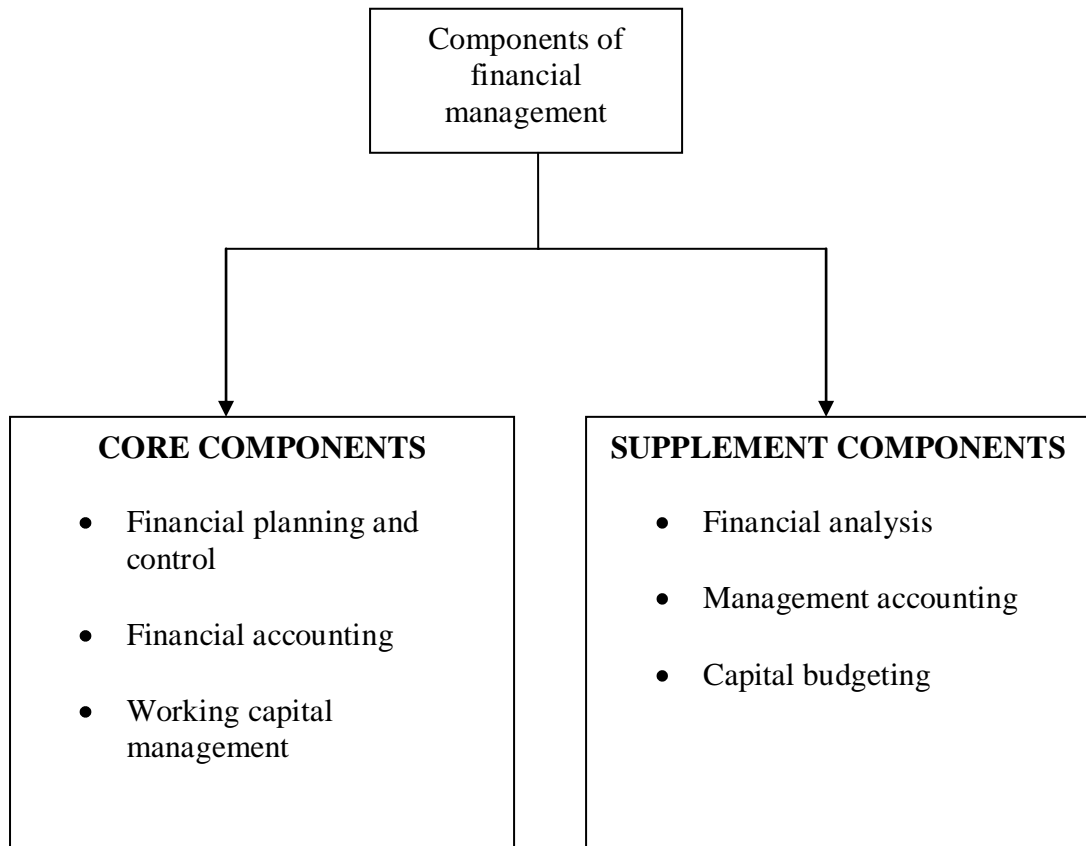 Components of
financial
management
CORE COMPONENTS
• Financial planning and
control
• Financial accounting
• Working capital
management
SUPPLEMENT COMPONENTS
• Financial analysis
• Management accounting
• Capital budgeting